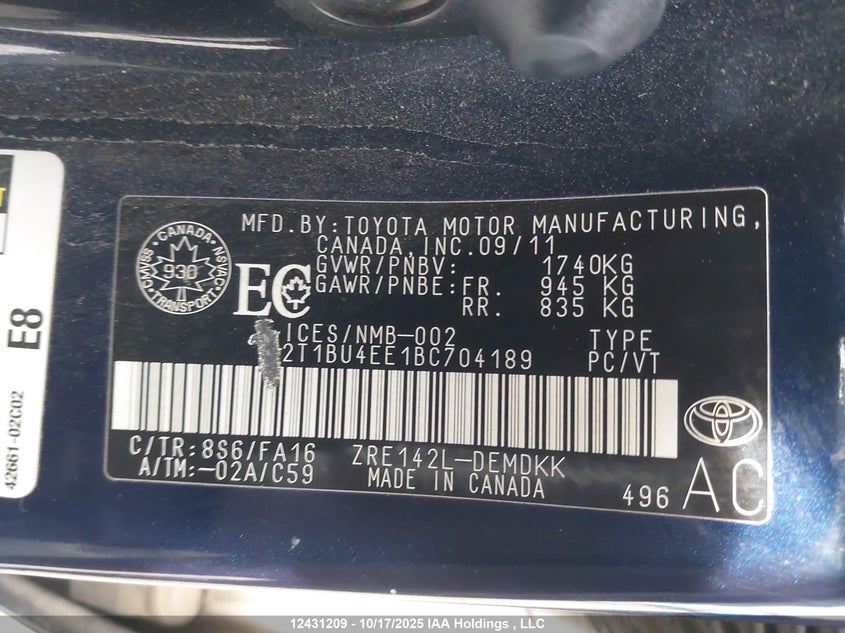 MFD.BY:TOYOTA MOTOR MANUFACTURING,
CANADA,INC.09/11
GVWR/PNBV: 1740KG
GAWR/PNBE:FR. 945 KG
RR. 835 KG
CANADA
CMVSS
930
NSVAC
TRANSPORT
EC
ICES/NMB-002
TYPE
2T1BU4EE1BC704189
PC/VT
C/TR:8S6/FA16
ZRE142L-DEMDKK
A/TM:-02A/C59
MADE IN CANADA
496
AC
E8
42661-02C02
12431209 - 10/17/2025 IAA Holdings , LLC